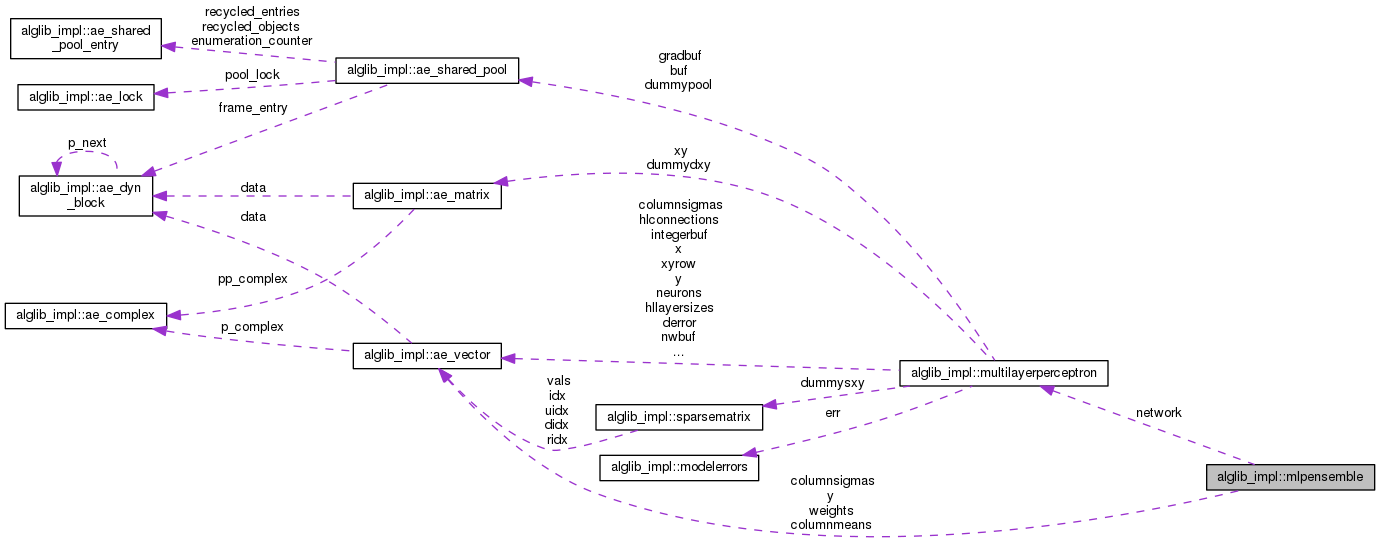 recycled_entries
recycled_objects
enumeration_counter
alglib_impl::ae_shared
_pool_entry
alglib_impl::ae_shared_pool
pool_lock
alglib_impl::ae_lock
frame_entry
gradbuf
buf
dummypool
p_next
alglib_impl::ae_dyn
_block
data
alglib_impl::ae_matrix
xy
dummydxy
data
columnsigmas
hlconnections
integerbuf
x
xyrow
y
neurons
hllayersizes
derror
nwbuf
...
pp_complex
alglib_impl::ae_complex
p_complex
alglib_impl::ae_vector
alglib_impl::multilayerperceptron
dummysxy
vals
idx
uidx
didx
ridx
alglib_impl::sparsematrix
err
network
alglib_impl::modelerrors
alglib_impl::mlpensemble
columnsigmas
y
weights
columnmeans